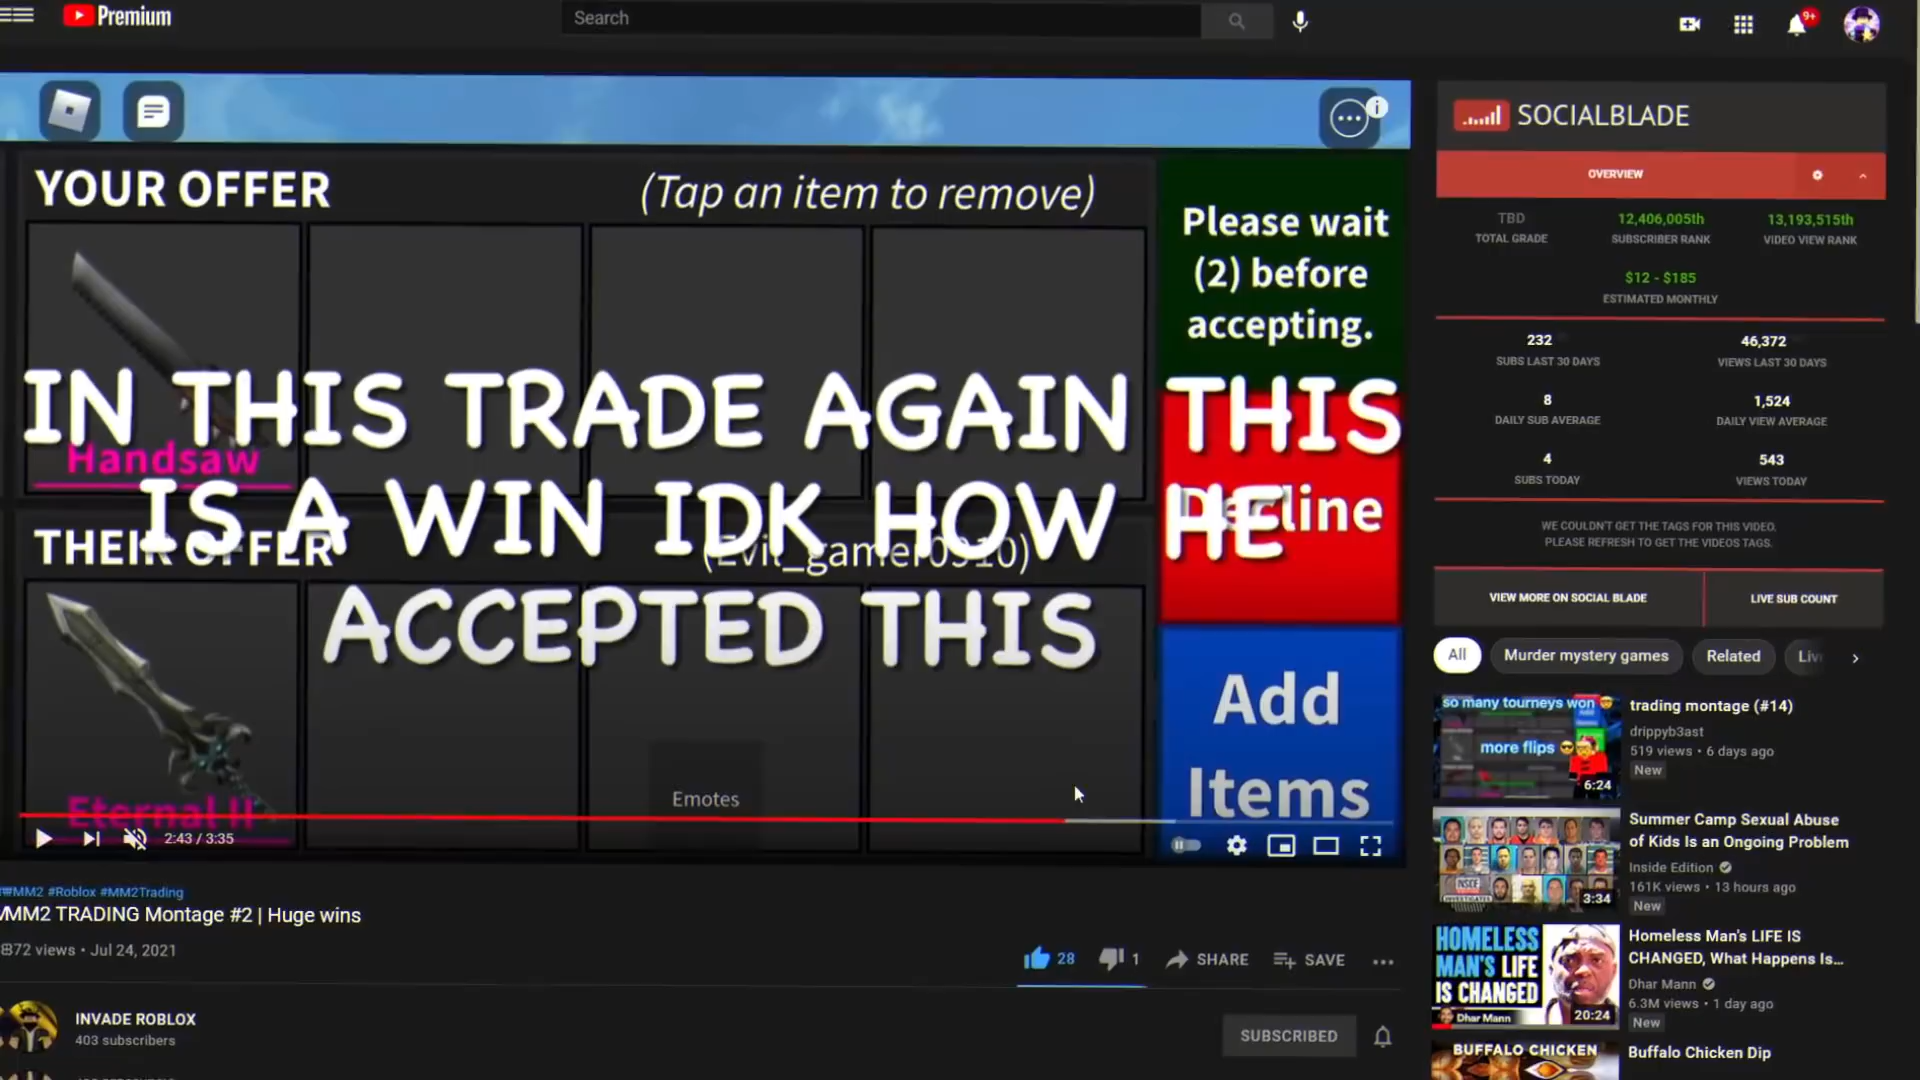 Premium
Search
9+
YOUR OFFER
(Tap an item to remove)
Please wait
(2) before
accepting.
Handsaw
IN THIS TRADE AGAIN THIS
IS A WIN IDK HOW HE
ACCEPTED THIS
Decline
THEIR OFFER
(Evil_gamer0910)
Add
Items
Eternal II
Emotes
2:43 / 3:35
#MM2 #Roblox #MM2Trading
MM2 TRADING Montage #2 | Huge wins
872 views • Jul 24, 2021
28
1
SHARE
SAVE
INVADE ROBLOX
403 subscribers
SUBSCRIBED
SOCIALBLADE
OVERVIEW
TBD
12,406,005th
13,193,515th
TOTAL GRADE
SUBSCRIBER RANK
VIDEO VIEW RANK
$12 - $185
ESTIMATED MONTHLY
232
46,372
SUBS LAST 30 DAYS
VIEWS LAST 30 DAYS
8
1,524
DAILY SUB AVERAGE
DAILY VIEW AVERAGE
4
543
SUBS TODAY
VIEWS TODAY
WE COULDN'T GET THE TAGS FOR THIS VIDEO.
PLEASE REFRESH TO GET THE VIDEOS TAGS.
VIEW MORE ON SOCIAL BLADE
LIVE SUB COUNT
All
Murder mystery games
Related
Live
so many tourneys won
more flips
6:24
trading montage (#14)
drippyb3ast
519 views • 6 days ago
New
3:34
Summer Camp Sexual Abuse
of Kids Is an Ongoing Problem
Inside Edition
161K views • 13 hours ago
New
HOMELESS
MAN'S LIFE
IS CHANGED
Dhar Mann
20:24
Homeless Man's LIFE IS
CHANGED, What Happens Is...
Dhar Mann
6.3M views • 1 day ago
New
BUFFALO CHICKEN
Buffalo Chicken Dip